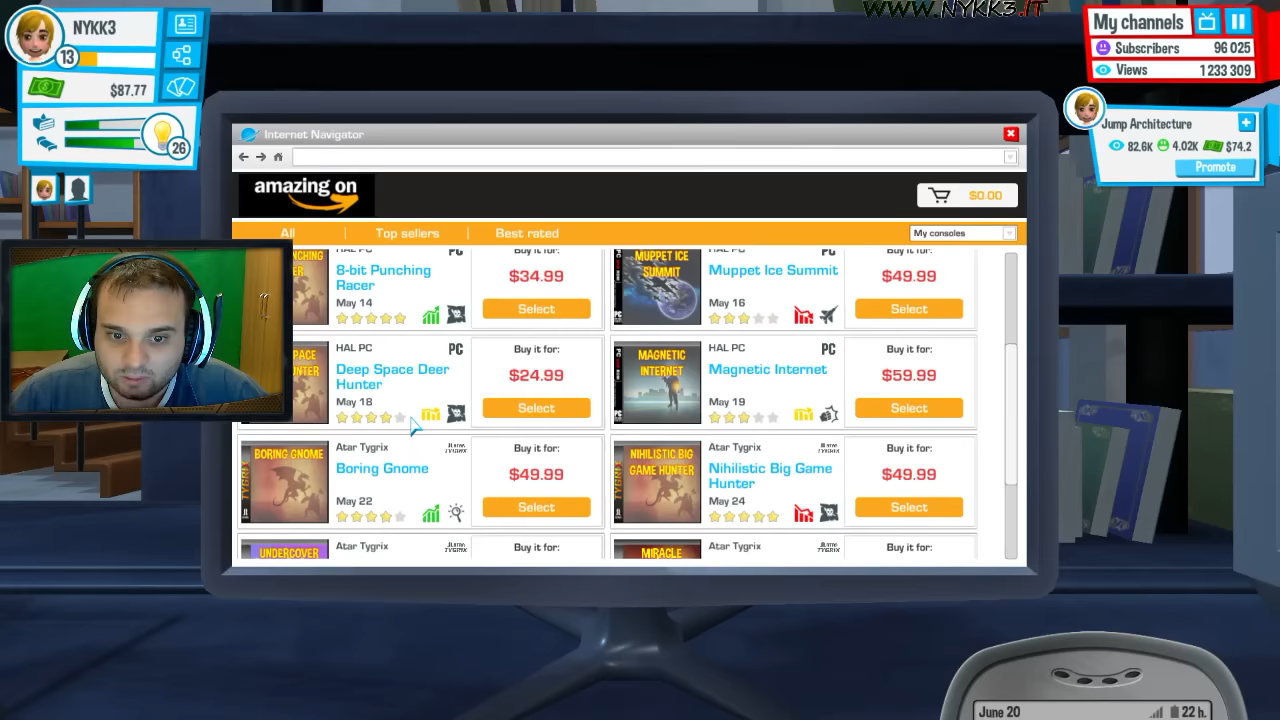 WWW.NYKK3.IT
NYKK3
13
$87.77
26
My channels
Subscribers 96 025
Views 1 233 309
Jump Architecture
82.6K 4.02K $74.2
Promote
Internet Navigator
amazing on
$0.00
All
Top sellers
Best rated
My consoles
8-bit Punching
Racer
May 14
Buy it for:
$34.99
Select
MUPPET ICE
SUMMIT
HAL PC
PC
Muppet Ice Summit
May 16
Buy it for:
$49.99
Select
HAL PC
PC
Deep Space Deer
Hunter
May 18
Buy it for:
$24.99
Select
MAGNETIC
INTERNET
HAL PC
PC
Magnetic Internet
May 19
Buy it for:
$59.99
Select
BORING GNOME
TYGRIX
Atar Tygrix
Boring Gnome
May 22
Buy it for:
$49.99
Select
NIHILISTIC BIG
GAME HUNTER
TYGRIX
Atar Tygrix
Nihilistic Big Game
Hunter
May 24
Buy it for:
$49.99
Select
UNDERCOVER
Atar Tygrix
Buy it for:
MIRACLE
Atar Tygrix
Buy it for:
June 20
22 h.